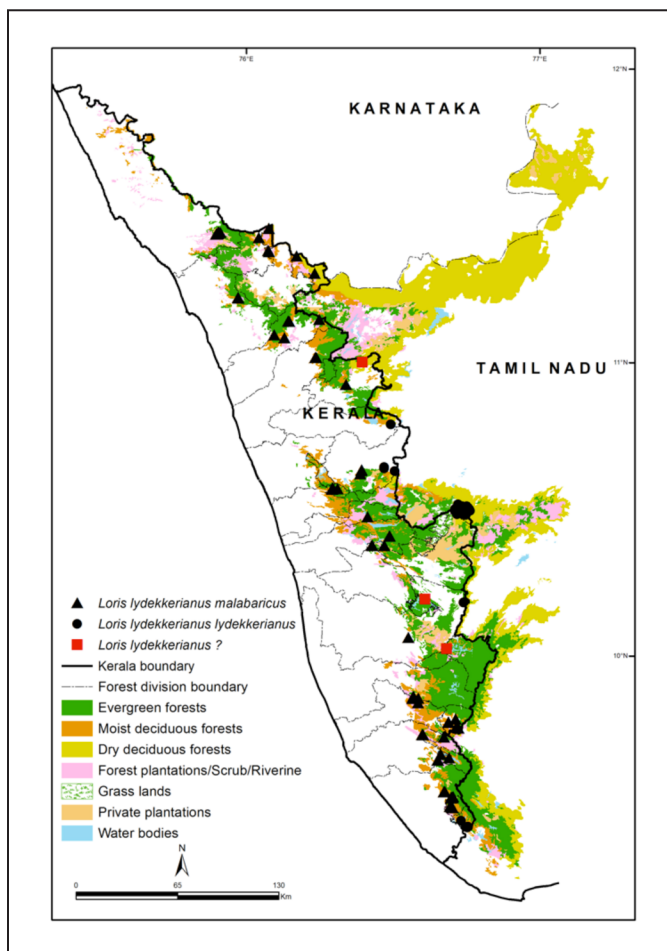 76°E
77°E
12°N
KARNATAKA
11°N
TAMIL NADU
KERALA
Loris lydekkerianus malabaricus
Loris lydekkerianus lydekkerianus
Loris lydekkerianus ?
Kerala boundary
10°N
Forest division boundary
Evergreen forests
Moist deciduous forests
Dry deciduous forests
Forest plantations/Scrub/Riverine
Grass lands
Private plantations
Water bodies
N
0 65 130
Km